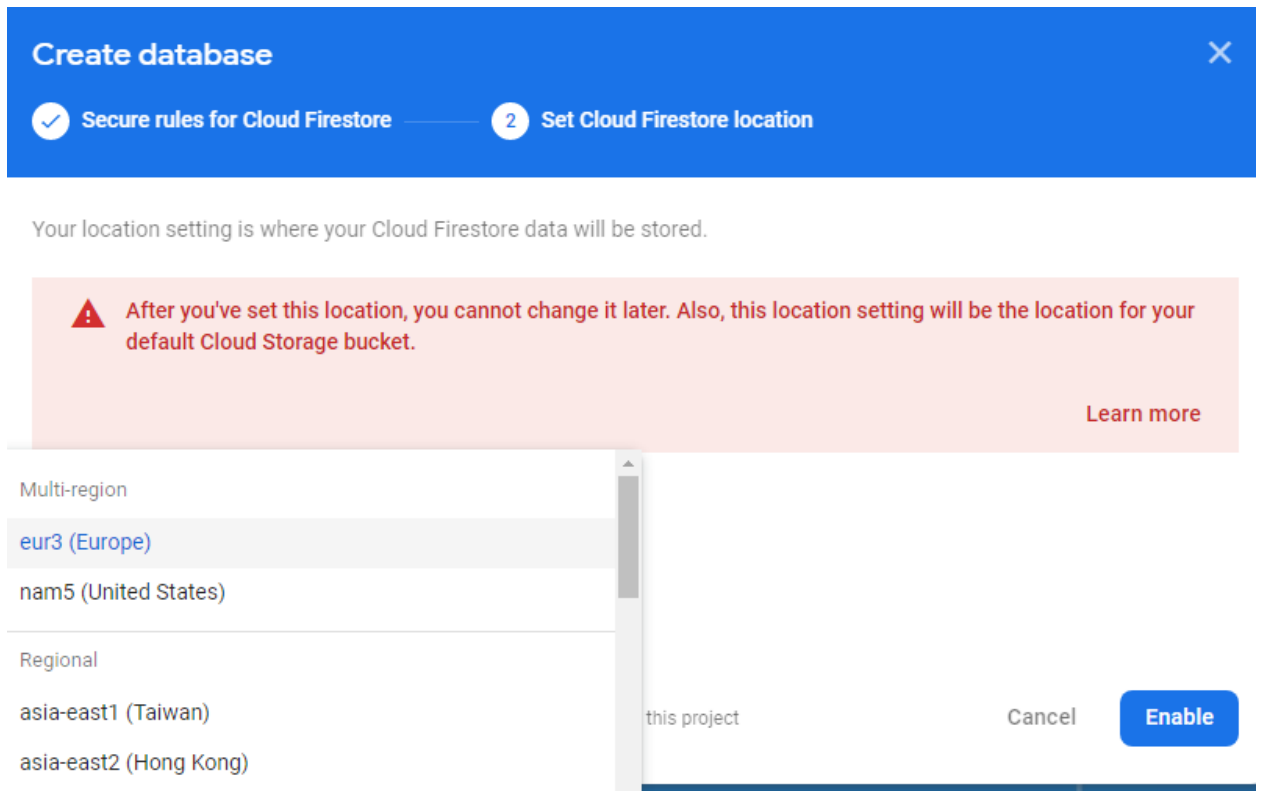 Create database
Secure rules for Cloud Firestore
2 Set Cloud Firestore location
Your location setting is where your Cloud Firestore data will be stored.
After you've set this location, you cannot change it later. Also, this location setting will be the location for your
default Cloud Storage bucket.
Learn more
Multi-region
eur3 (Europe)
nam5 (United States)
Regional
asia-east1 (Taiwan)
asia-east2 (Hong Kong)
this project
Cancel
Enable